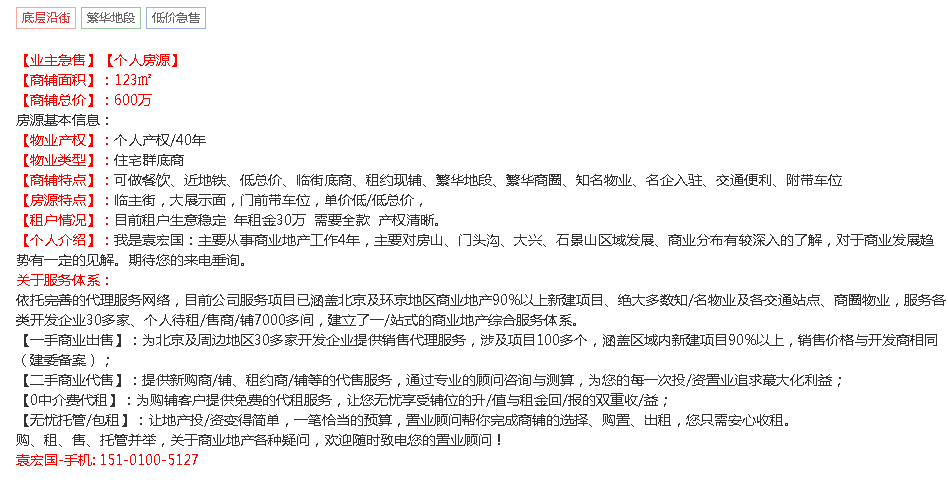 底层沿街 繁华地段 低价急售
【业主急售】【个人房源】
【商铺面积】：123㎡
【商铺总价】：600万
房源基本信息：
【物业产权】：个人产权/40年
【物业类型】：住宅群底商
【商铺特点】：可做餐饮、近地铁、低总价、临街底商、租约现铺、繁华地段、繁华商圈、知名物业、名企入驻、交通便利、附带车位
【房源特点】：临主街，大展示面，门前带车位，单价低/低总价，
【租户情况】：目前租户生意稳定 年租金30万 需要全款 产权清晰。
【个人介绍】：我是袁宏国：主要从事商业地产工作4年，主要对房山、门头沟、大兴、石景山区域发展、商业分布有较深入的了解，对于商业发展趋
势有一定的见解。期待您的来电垂询。
关于服务体系：
依托完善的代理服务网络，目前公司服务项目已涵盖北京及环京地区商业地产90%以上新建项目、绝大多数知/名物业及各交通站点、商圈物业，服务各
类开发企业30多家、个人待租/售商/铺7000多间，建立了一/站式的商业地产综合服务体系。
【一手商业出售】：为北京及周边地区30多家开发企业提供销售代理服务，涉及项目100多个，涵盖区域内新建项目90%以上，销售价格与开发商相同
（建委备案）；
【二手商业代售】：提供新购商/铺、租约商/铺等的代售服务，通过专业的顾问咨询与测算，为您的每一次投/资置业追求蕞大化利益；
【0中介费代租】：为购铺客户提供免费的代租服务，让您无忧享受铺位的升/值与租金回/报的双重收/益；
【无忧托管/包租】：让地产投/资变得简单，一笔恰当的预算，置业顾问帮你完成商铺的选择、购置、出租，您只需安心收租。
购、租、售、托管并举，关于商业地产各种疑问，欢迎随时致电您的置业顾问！
袁宏国-手机: 151-0100-5127